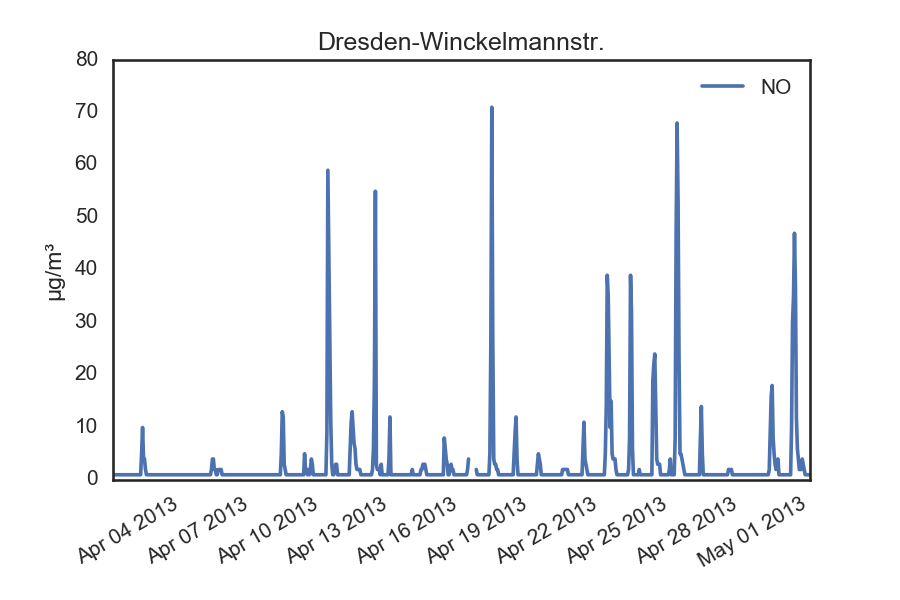 Dresden-Winckelmannstr.
80
70
60
50
40
30
20
10
0
µg/m³
NO
Apr 04 2013
Apr 07 2013
Apr 10 2013
Apr 13 2013
Apr 16 2013
Apr 19 2013
Apr 22 2013
Apr 25 2013
Apr 28 2013
May 01 2013